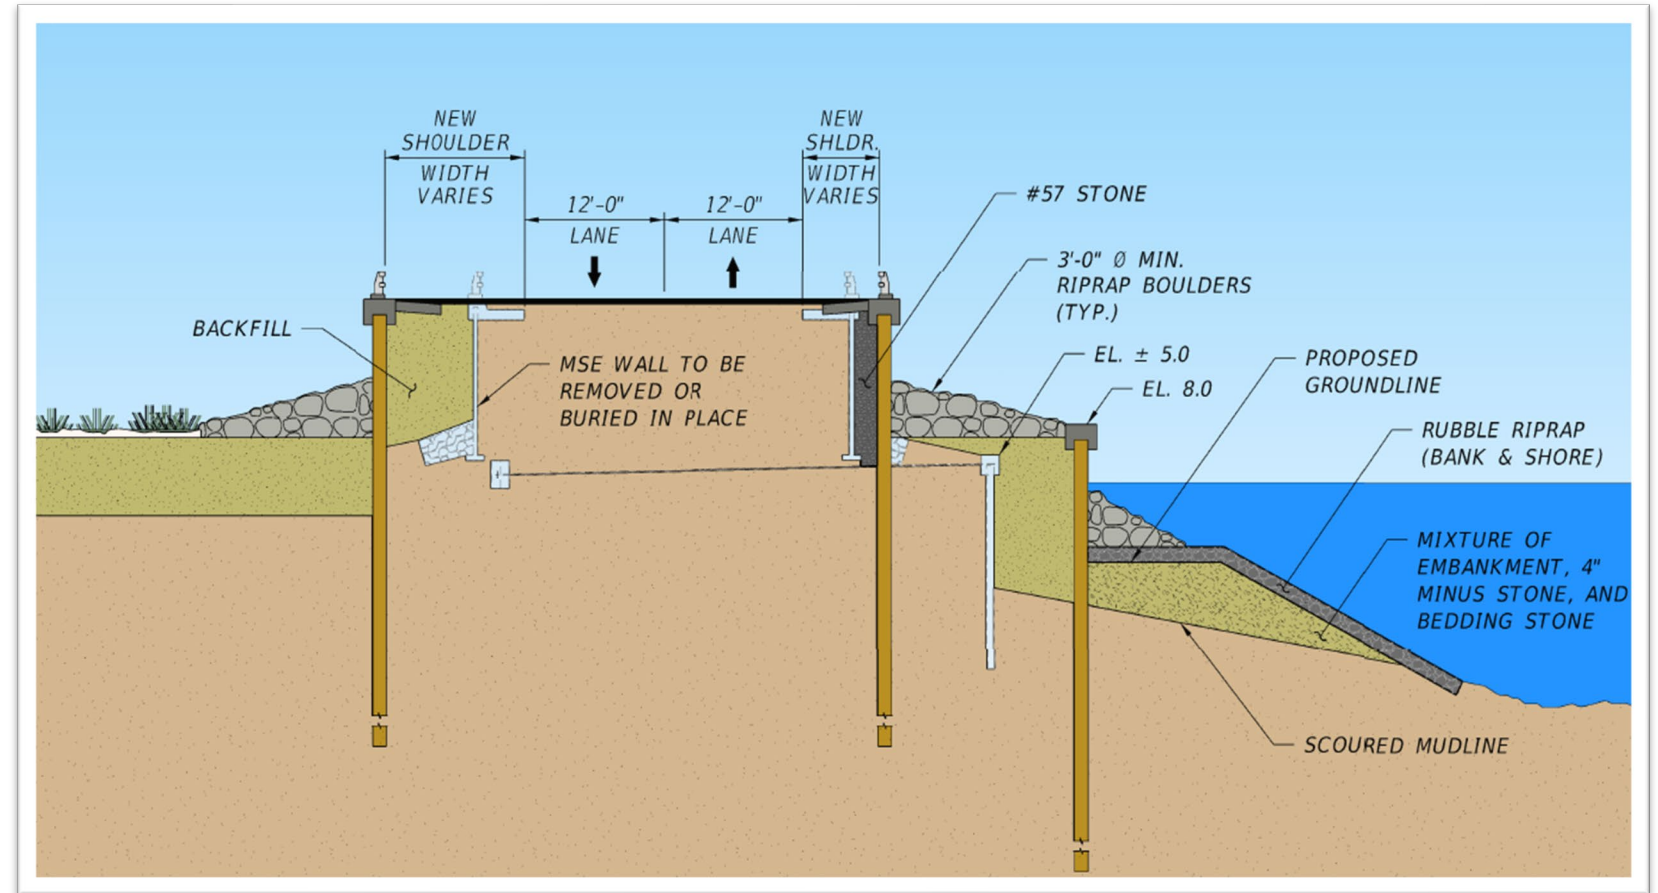 NEW
SHOULDER
WIDTH
VARIES
12'-0"
LANE
12'-0"
LANE
NEW
SHLDR.
WIDTH
VARIES
#57 STONE
3'-0" Ø MIN.
RIPRAP BOULDERS
(TYP.)
BACKFILL
MSE WALL TO BE
REMOVED OR
BURIED IN PLACE
EL. ± 5.0
EL. 8.0
PROPOSED
GROUNDLINE
RUBBLE RIPRAP
(BANK & SHORE)
MIXTURE OF
EMBANKMENT, 4"
MINUS STONE, AND
BEDDING STONE
SCOURED MUDLINE